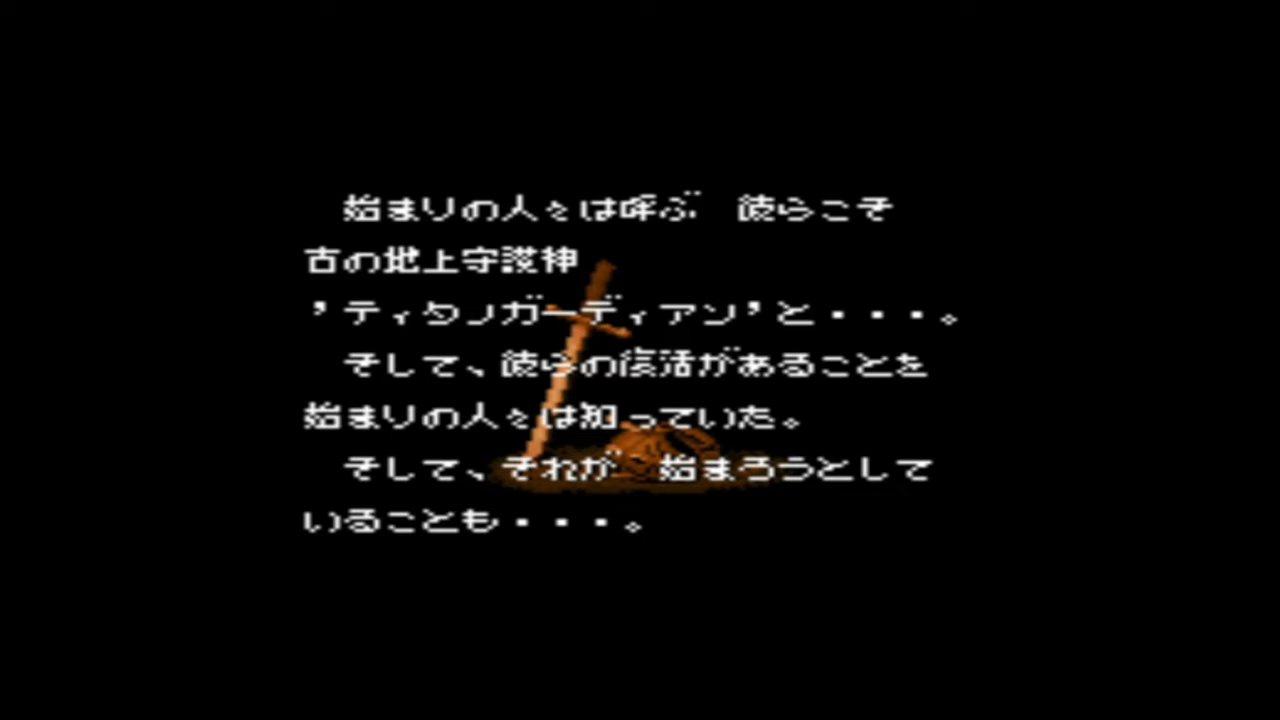 始まりの人々は呼ぶ　彼らこそ
古の地上守護神
’ティタノガーディアン’と・・・。
そして、彼らの復活があることを
始まりの人々は知っていた。
そして、それが　始まろうとして
いることも・・・。